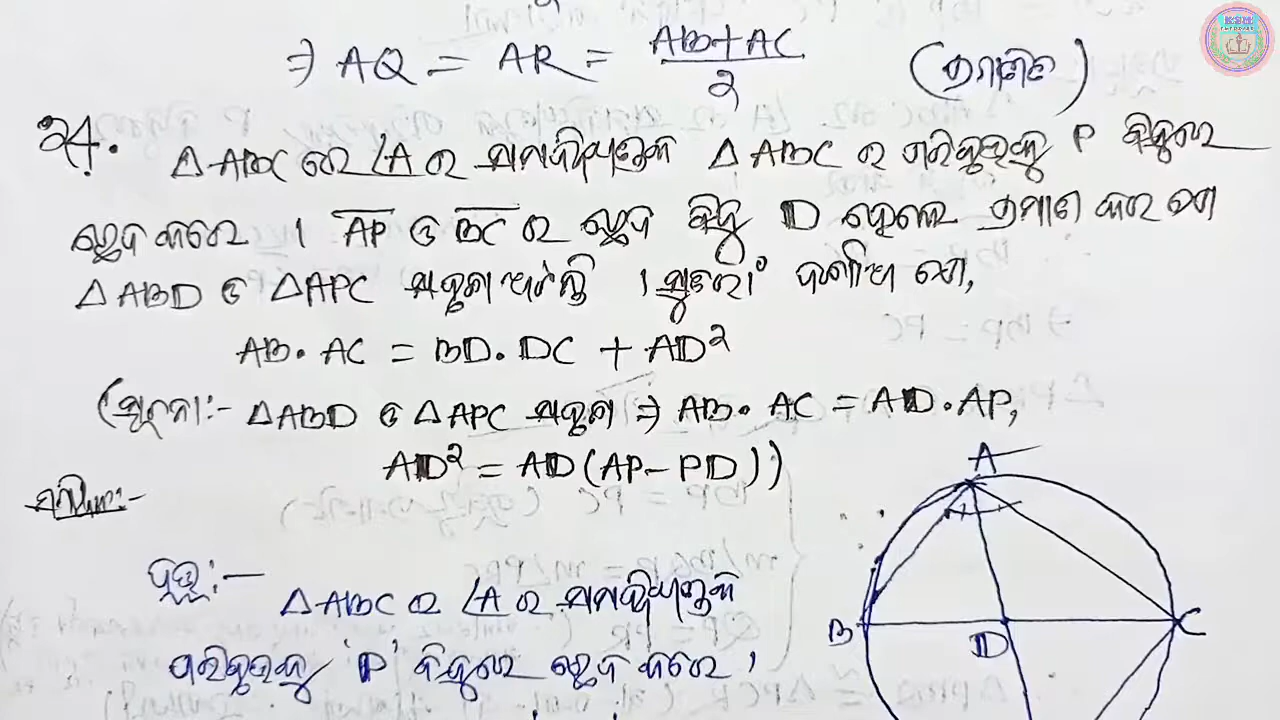 ⇒ AQ = AR = (AB+AC)/2 (ପ୍ରମାଣିତ)
24. △ABC ରେ ∠A ର ସମଦ୍ୱିଖଣ୍ଡକ △ABC ର ପରିବୃତ୍ତକୁ P ବିନ୍ଦୁରେ
ଛେଦ କରେ । A̅P̅ ଓ B̅C̅ ର ଛେଦ ବିନ୍ଦୁ D ହେଲେ ପ୍ରମାଣ କର ଯେ
△ABD ଓ △APC ସଦୃଶ ଅଟନ୍ତି । ସୁତରାଂ ଦର୍ଶାଅ ଯେ,
AB. AC = BD. DC + AD²
(ସୂଚନା:- △ABD ଓ △APC ସଦୃଶ ⇒ AB. AC = AD.AP,
AD² = AD(AP-PD))
ସମାଧାନ:-
ଦତ୍ତ:- △ABC ର ∠A ର ସମଦ୍ୱିଖଣ୍ଡକ
ପରିବୃତ୍ତକୁ 'P' ବିନ୍ଦୁରେ ଛେଦ କରେ ।
A
B
D
C